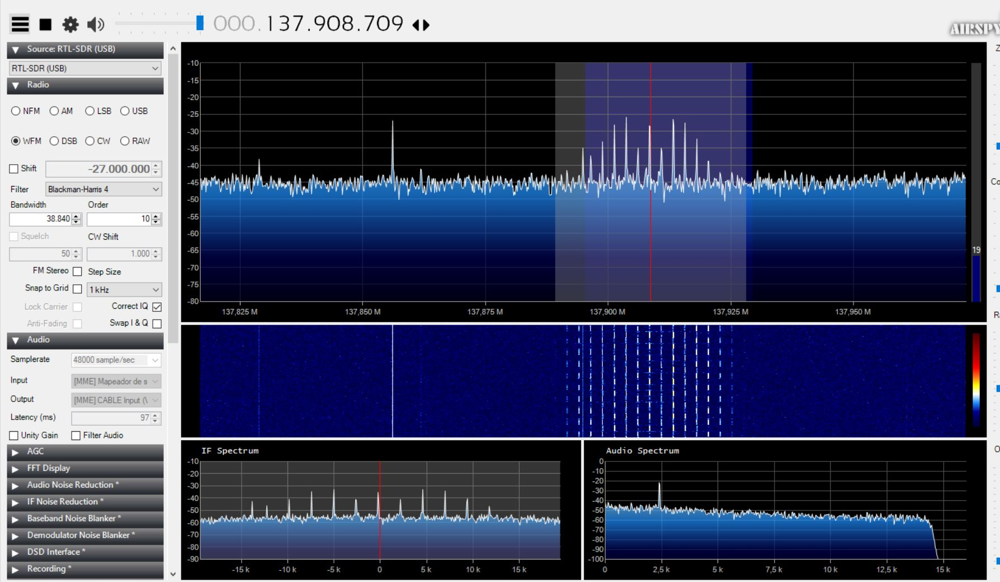 000.137.908.709
AIRSPY
Source: RTL-SDR (USB)
RTL-SDR (USB)
Radio
NFM AM LSB USB
WFM DSB CW RAW
Shift -27.000.000
Filter Blackman-Harris 4
Bandwidth Order
38.840 10
Squelch CW Shift
50 1.000
FM Stereo Step Size
Snap to Grid 1 kHz
Lock Carrier Correct IQ
Anti-Fading Swap I & Q
Audio
Samplerate 48000 sample/sec
Input [MME] Mapeador de s
Output [MME] CABLE Input (\
Latency (ms) 97
Unity Gain Filter Audio
AGC
FFT Display
Audio Noise Reduction *
IF Noise Reduction *
Baseband Noise Blanker *
Demodulator Noise Blanker *
DSD Interface *
Recording *
-10
-15
-20
-25
-30
-35
-40
-45
-50
-55
-60
-65
-70
-75
-80
137,825 M 137,850 M 137,875 M 137,900 M 137,925 M 137,950 M
19
IF Spectrum
-10
-20
-30
-40
-50
-60
-70
-80
-90
-15 k -10 k -5 k 0 5 k 10 k 15 k
Audio Spectrum
0
-10
-20
-30
-40
-50
-60
-70
-80
-90
-100
0 2,5 k 5 k 7,5 k 10 k 12,5 k 15 k
Z
Co
R
O